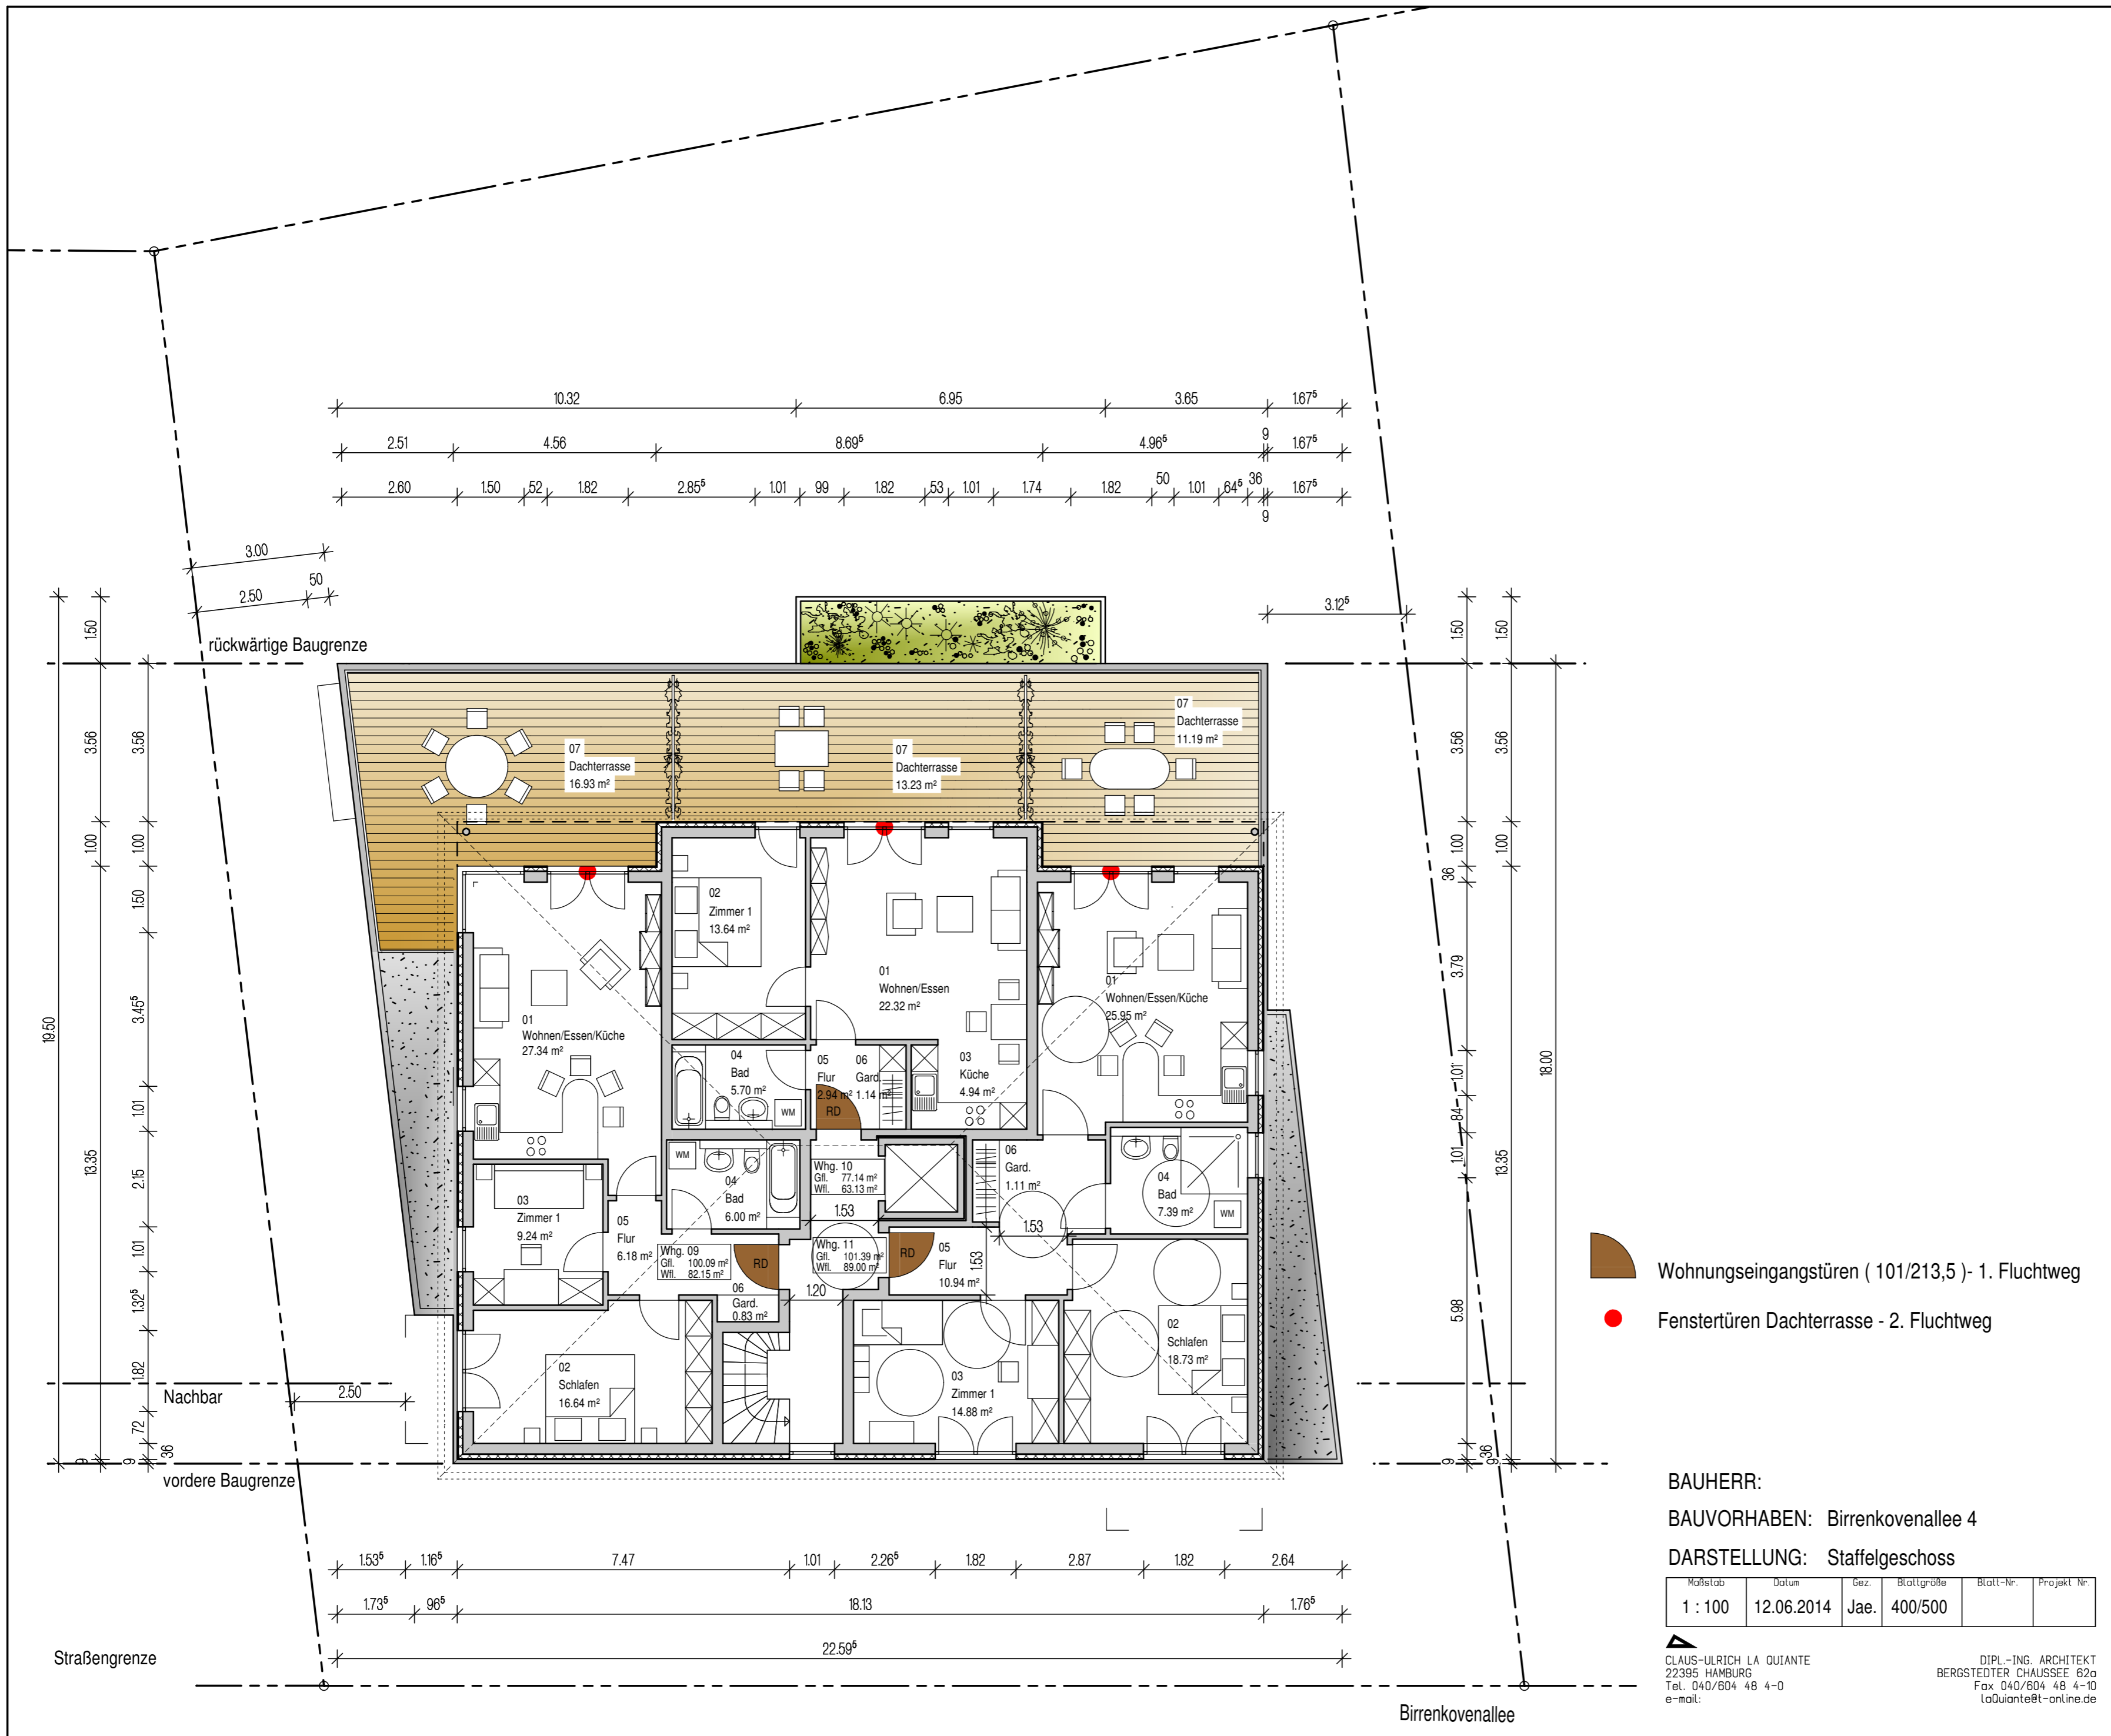 10.32 6.95 3.65 1.67⁵
2.51 4.56 8.69⁵ 4.96⁵ 9 1.67⁵
2.60 1.50 52 1.82 2.85⁵ 1.01 99 1.82 53 1.01 1.74 1.82 50 1.01 64⁵ 36 9 1.67⁵
3.00
2.50 50
3.12⁵
rückwärtige Baugrenze
19.50
1.50 3.56 1.00 13.35 9
3.56 1.00 1.50 3.45⁵ 1.01 2.15 1.01 1.32⁵ 1.82 72 36 9
1.50 3.56 1.00 36 3.79 1.01 84 1.01 5.98 36 9
1.50 3.56 1.00 13.35 9
18.00
07
Dachterrasse
16.93 m²
07
Dachterrasse
13.23 m²
07
Dachterrasse
11.19 m²
02
Zimmer 1
13.64 m²
01
Wohnen/Essen
22.32 m²
01
Wohnen/Essen/Küche
25.95 m²
01
Wohnen/Essen/Küche
27.34 m²
04
Bad
5.70 m²
WM
05
Flur
2.94 m²
06
Gard.
1.14 m²
RD
03
Küche
4.94 m²
WM
04
Bad
6.00 m²
Whg. 10
Gfl. 77.14 m²
Wfl. 63.13 m²
1.53
06
Gard.
1.11 m²
1.53
04
Bad
7.39 m²
WM
03
Zimmer 1
9.24 m²
05
Flur
6.18 m²
Whg. 09
Gfl. 100.09 m²
Wfl. 82.15 m²
RD
Whg. 11
Gfl. 101.39 m²
Wfl. 89.00 m²
RD
05
Flur
10.94 m²
1.53
06
Gard.
0.83 m²
1.20
02
Schlafen
16.64 m²
03
Zimmer 1
14.88 m²
02
Schlafen
18.73 m²
Nachbar
2.50
vordere Baugrenze
1.53⁵ 1.16⁵ 7.47 1.01 2.26⁵ 1.82 2.87 1.82 2.64
1.73⁵ 96⁵ 18.13 1.76⁵
22.59⁵
Straßengrenze
Birrenkovenallee
Wohnungseingangstüren ( 101/213,5 )- 1. Fluchtweg
Fenstertüren Dachterrasse - 2. Fluchtweg
BAUHERR:
BAUVORHABEN: Birrenkovenallee 4
DARSTELLUNG: Staffelgeschoss
Maßstab Datum Gez. Blattgröße Blatt-Nr. Projekt Nr.
1 : 100 12.06.2014 Jae. 400/500
CLAUS-ULRICH LA QUIANTE DIPL.-ING. ARCHITEKT
22395 HAMBURG BERGSTEDTER CHAUSSEE 62a
Tel. 040/604 48 4-0 Fax 040/604 48 4-10
e-mail: laQuiante@t-online.de